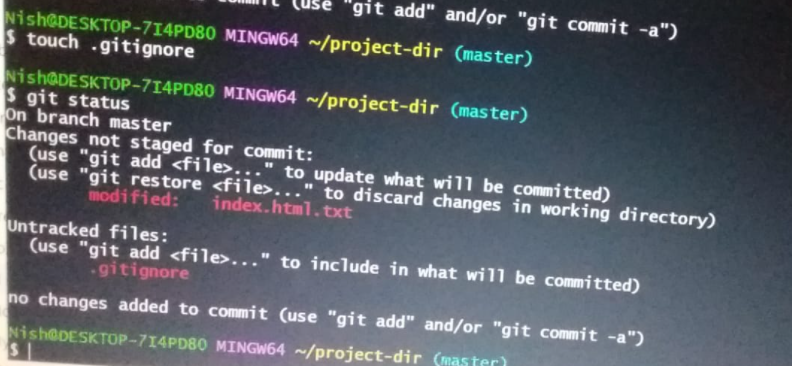 commit (use "git add" and/or "git commit -a")
Nish@DESKTOP-7I4PD80 MINGW64 ~/project-dir (master)
$ touch .gitignore
Nish@DESKTOP-7I4PD80 MINGW64 ~/project-dir (master)
$ git status
On branch master
Changes not staged for commit:
(use "git add <file>..." to update what will be committed)
(use "git restore <file>..." to discard changes in working directory)
modified: index.html.txt
Untracked files:
(use "git add <file>..." to include in what will be committed)
.gitignore
no changes added to commit (use "git add" and/or "git commit -a")
Nish@DESKTOP-7I4PD80 MINGW64 ~/project-dir (master)
$